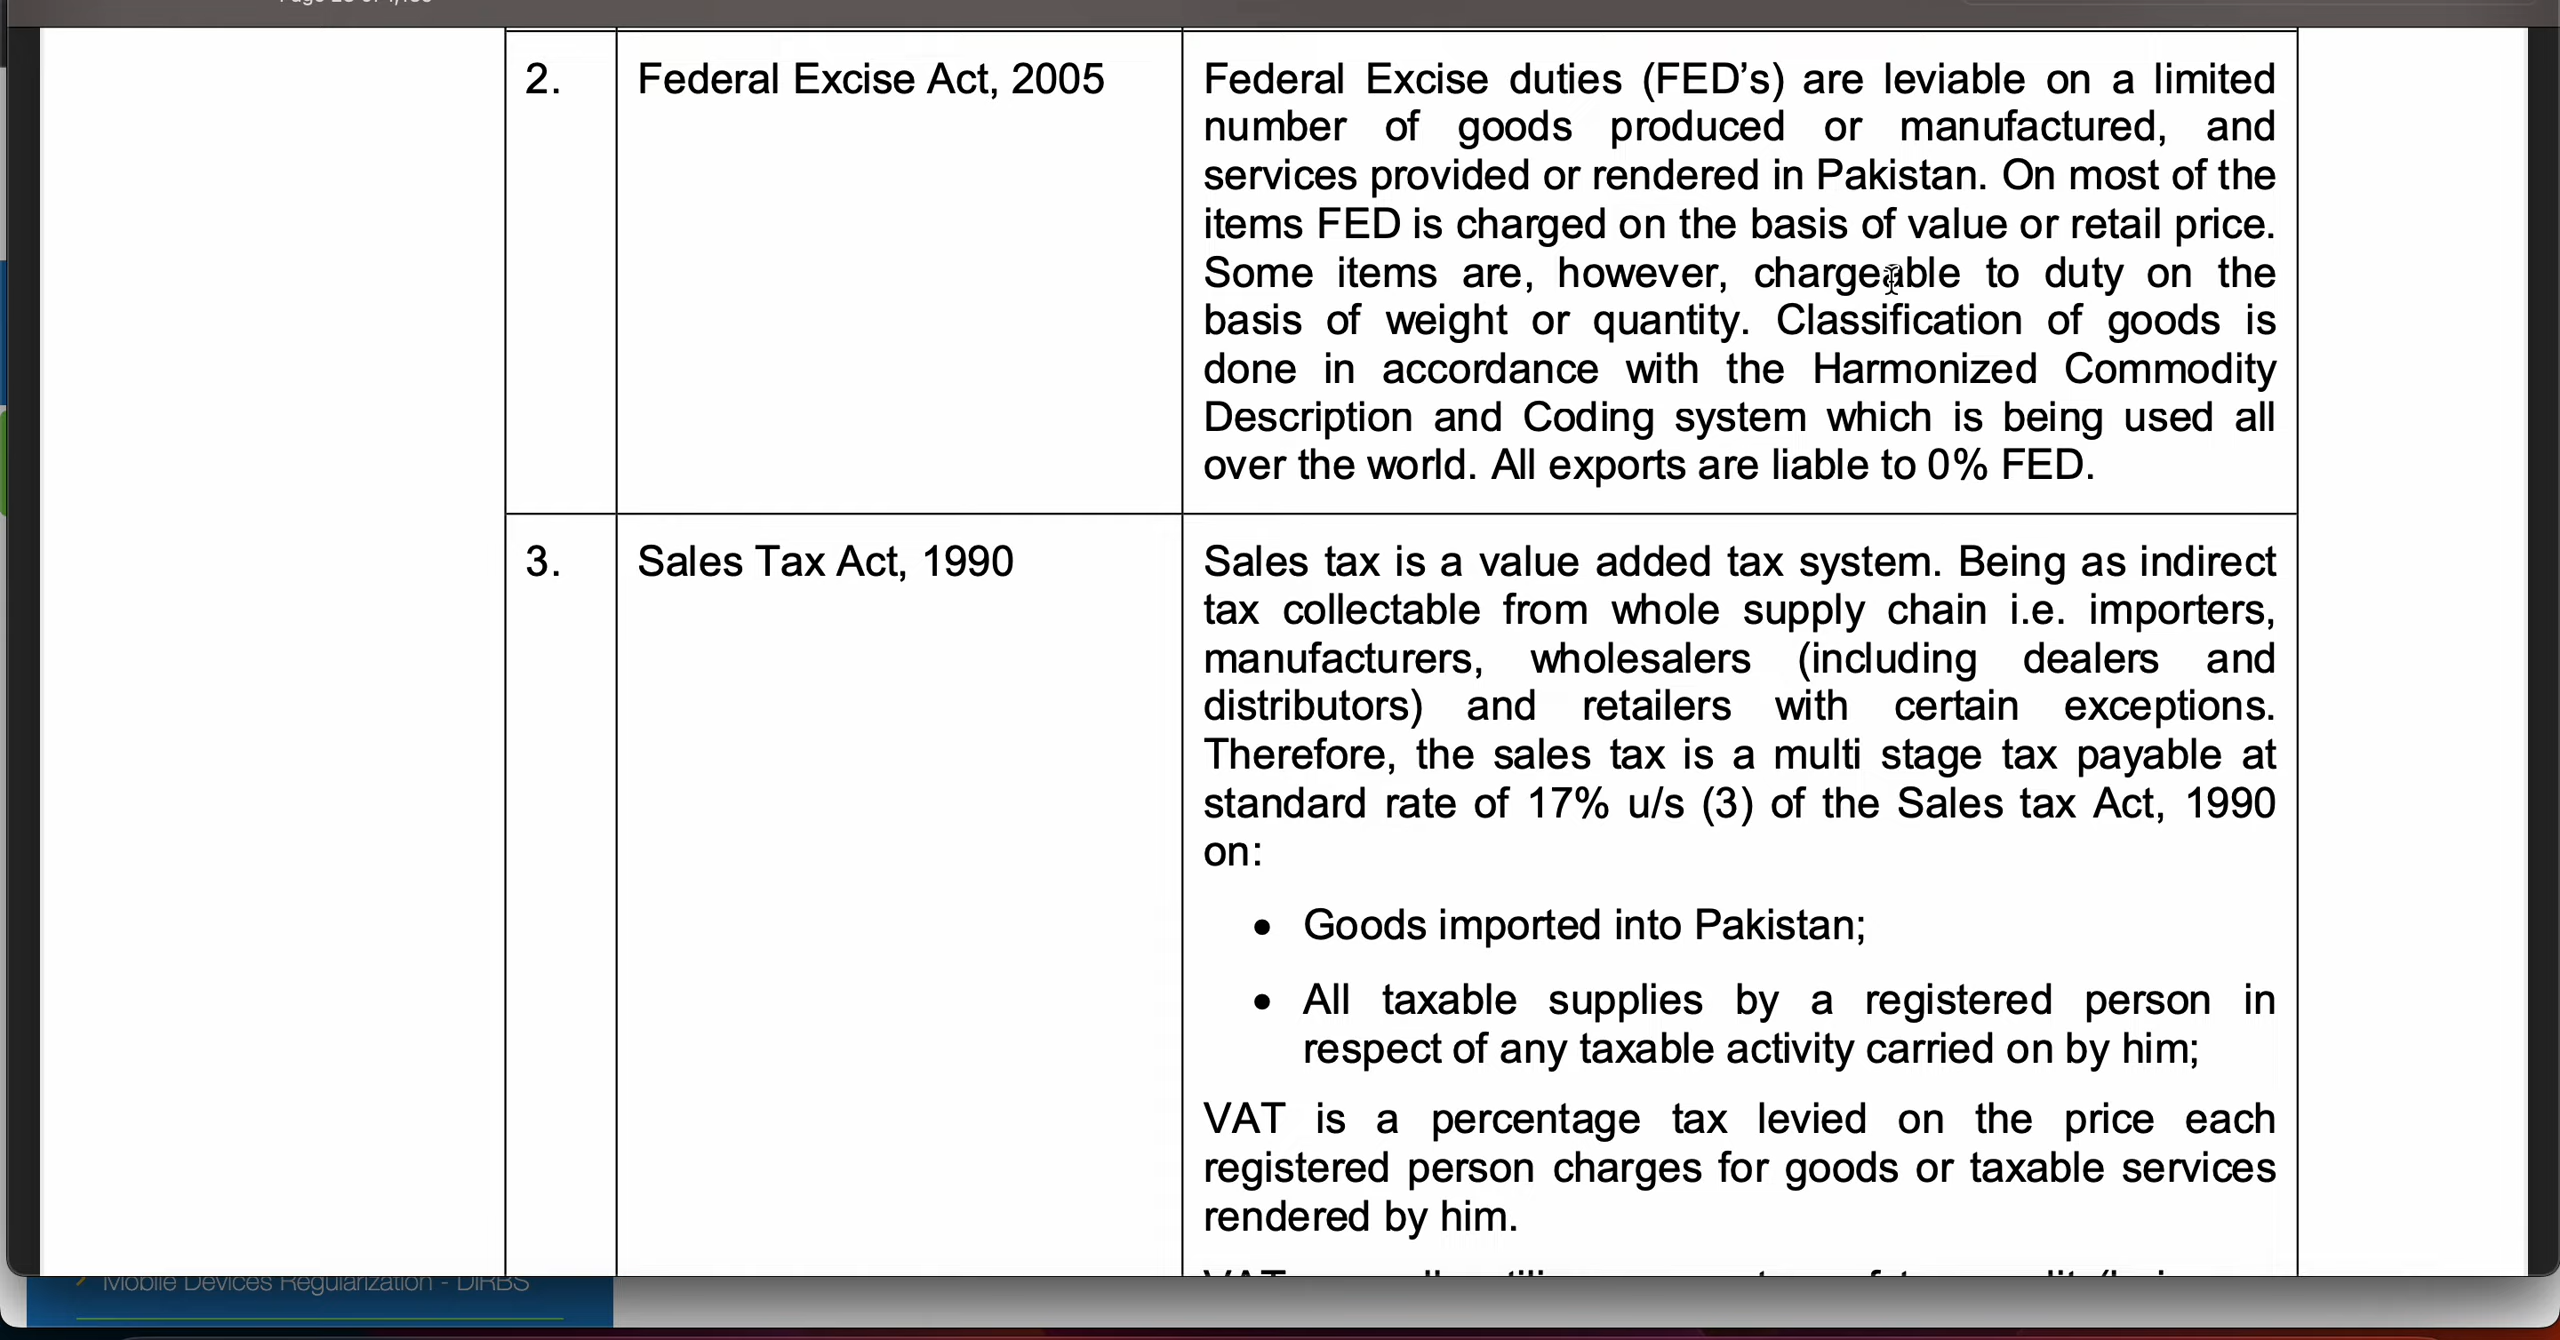 2.
Federal Excise Act, 2005
Federal Excise duties (FED’s) are leviable on a limited
number of goods produced or manufactured, and
services provided or rendered in Pakistan. On most of the
items FED is charged on the basis of value or retail price.
Some items are, however, chargeable to duty on the
basis of weight or quantity. Classification of goods is
done in accordance with the Harmonized Commodity
Description and Coding system which is being used all
over the world. All exports are liable to 0% FED.
3.
Sales Tax Act, 1990
Sales tax is a value added tax system. Being as indirect
tax collectable from whole supply chain i.e. importers,
manufacturers, wholesalers (including dealers and
distributors) and retailers with certain exceptions.
Therefore, the sales tax is a multi stage tax payable at
standard rate of 17% u/s (3) of the Sales tax Act, 1990
on:
• Goods imported into Pakistan;
• All taxable supplies by a registered person in
respect of any taxable activity carried on by him;
VAT is a percentage tax levied on the price each
registered person charges for goods or taxable services
rendered by him.
Mobile Devices Regularization - DIRBS